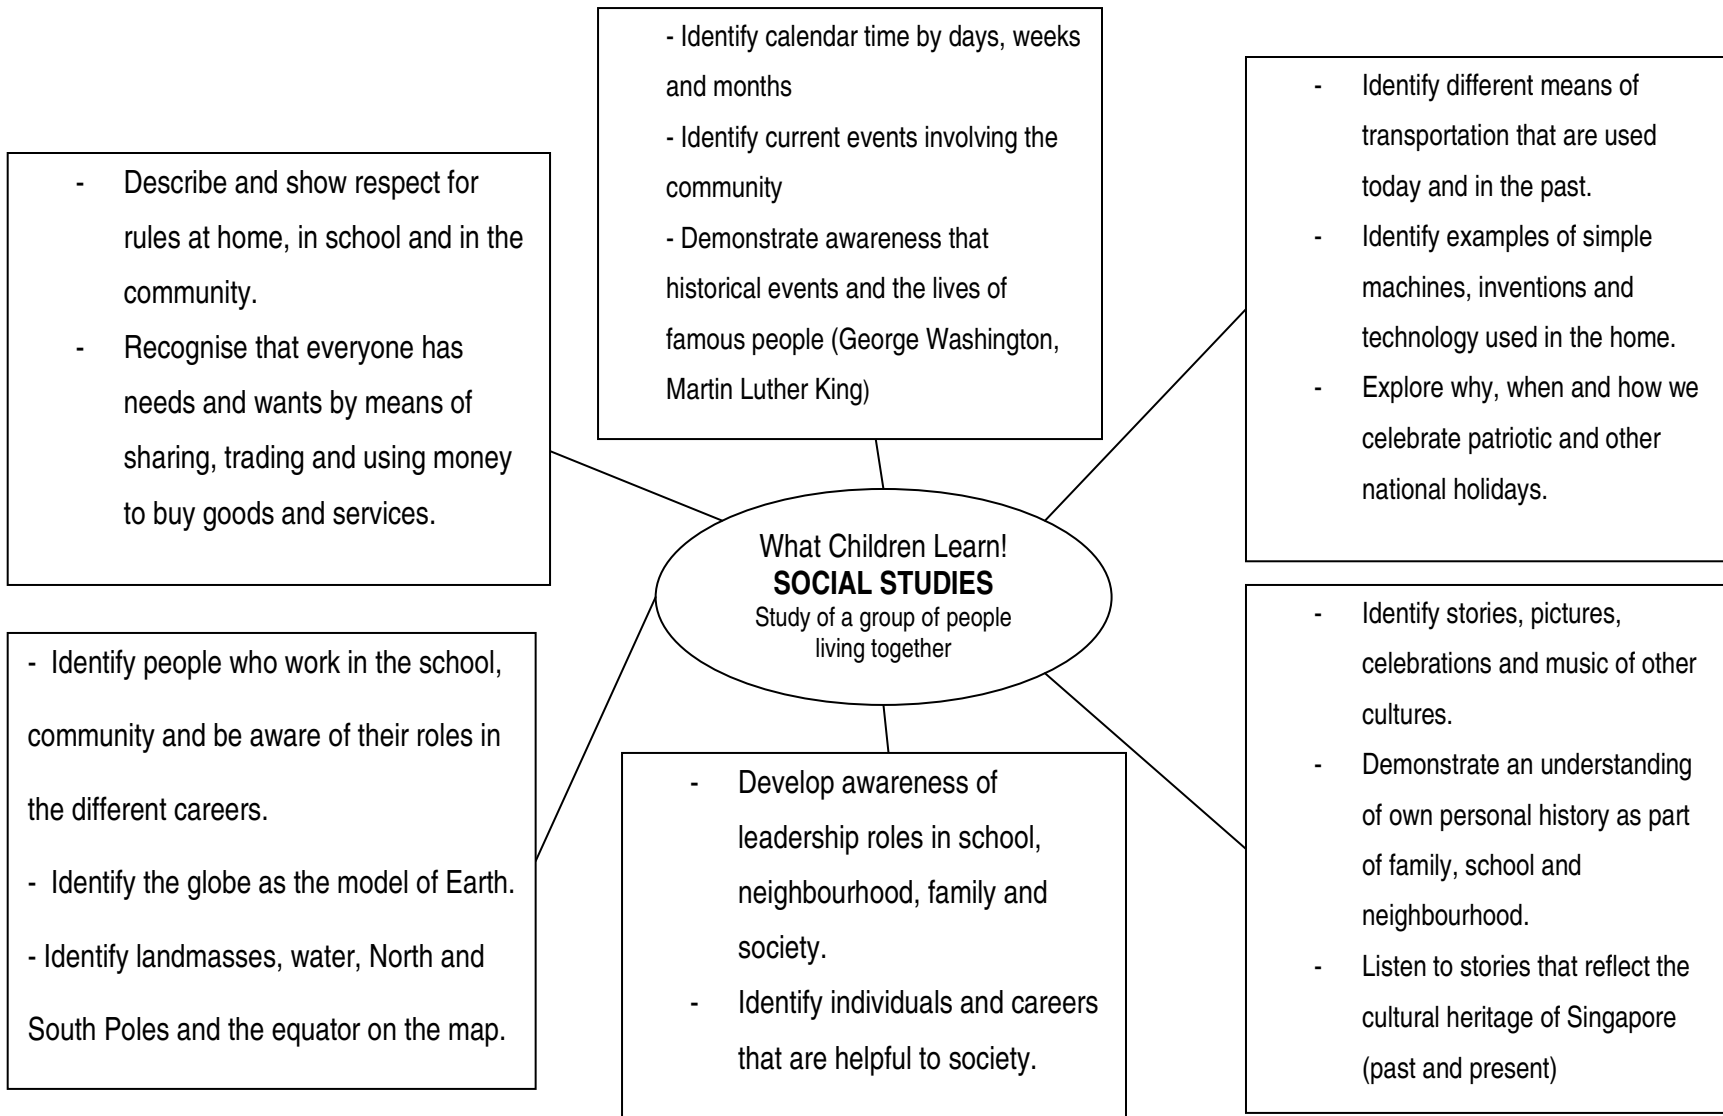 - Identify calendar time by days, weeks
and months
- Identify current events involving the
community
- Demonstrate awareness that
historical events and the lives of
famous people (George Washington,
Martin Luther King)
- Identify different means of
transportation that are used
today and in the past.
- Identify examples of simple
machines, inventions and
technology used in the home.
- Explore why, when and how we
celebrate patriotic and other
national holidays.
- Describe and show respect for
rules at home, in school and in the
community.
- Recognise that everyone has
needs and wants by means of
sharing, trading and using money
to buy goods and services.
What Children Learn!
SOCIAL STUDIES
Study of a group of people
living together
- Identify people who work in the school,
community and be aware of their roles in
the different careers.
- Identify the globe as the model of Earth.
- Identify landmasses, water, North and
South Poles and the equator on the map.
- Develop awareness of
leadership roles in school,
neighbourhood, family and
society.
- Identify individuals and careers
that are helpful to society.
- Identify stories, pictures,
celebrations and music of other
cultures.
- Demonstrate an understanding
of own personal history as part
of family, school and
neighbourhood.
- Listen to stories that reflect the
cultural heritage of Singapore
(past and present)